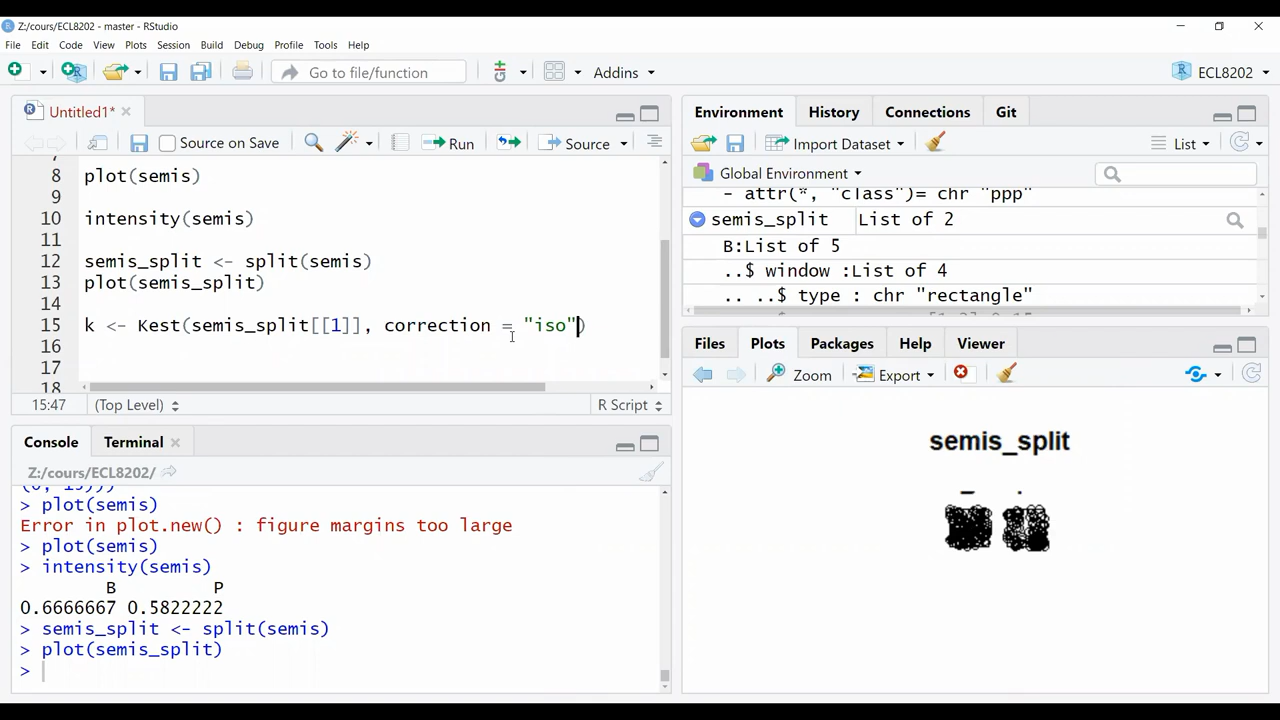 Z:/cours/ECL8202 - master - RStudio
File Edit Code View Plots Session Build Debug Profile Tools Help
Go to file/function Addins ECL8202
Untitled1*
Source on Save Run Source
8 plot(semis)
9
10 intensity(semis)
11
12 semis_split <- split(semis)
13 plot(semis_split)
14
15 k <- Kest(semis_split[[1]], correction = "iso")
16
17
18
15:47 (Top Level) R Script
Console Terminal
Z:/cours/ECL8202/
> plot(semis)
Error in plot.new() : figure margins too large
> plot(semis)
> intensity(semis)
B P
0.6666667 0.5822222
> semis_split <- split(semis)
> plot(semis_split)
>
Environment History Connections Git
Import Dataset List
Global Environment
- attr(*, "class")= chr "ppp"
semis_split List of 2
B:List of 5
..$ window :List of 4
.. ..$ type : chr "rectangle"
Files Plots Packages Help Viewer
Zoom Export
semis_split